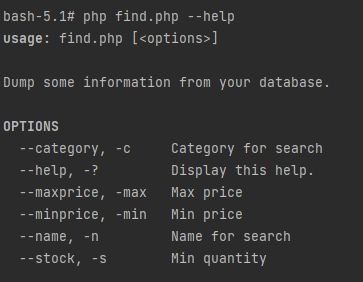 bash-5.1# php find.php --help
usage: find.php [<options>]
Dump some information from your database.
OPTIONS
--category, -c Category for search
--help, -? Display this help.
--maxprice, -max Max price
--minprice, -min Min price
--name, -n Name for search
--stock, -s Min quantity